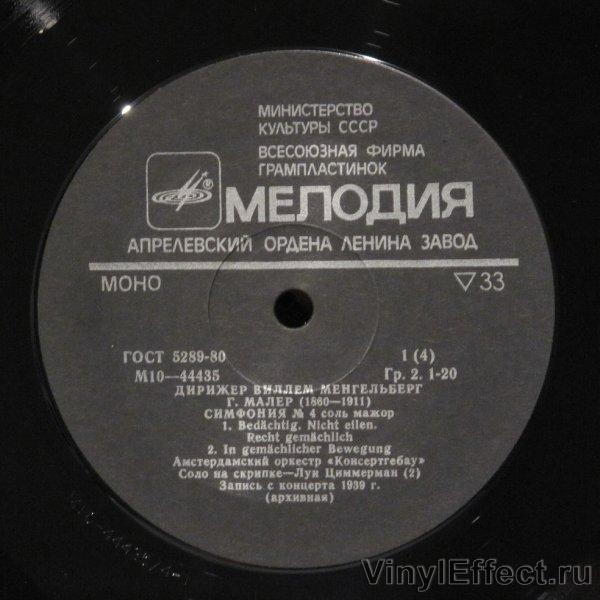 МИНИСТЕРСТВО
КУЛЬТУРЫ СССР
ВСЕСОЮЗНАЯ ФИРМА
ГРАМПЛАСТИНОК
®
МЕЛОДИЯ
АПРЕЛЕВСКИЙ ОРДЕНА ЛЕНИНА ЗАВОД
МОНО ▽33
ГОСТ 5289-80 1 (4)
М10—44435 Гр. 2. 1-20
ДИРИЖЕР ВИЛЛЕМ МЕНГЕЛЬБЕРГ
Г. МАЛЕР (1860—1911)
СИМФОНИЯ № 4 соль мажор
1. Bedächtig. Nicht eilen.
Recht gemächlich
2. In gemächlicher Bewegung
Амстердамский оркестр «Консертгебау»
Соло на скрипке—Луи Циммерман (2)
Запись с концерта 1939 г.
(архивная)
VinylEffect.ru